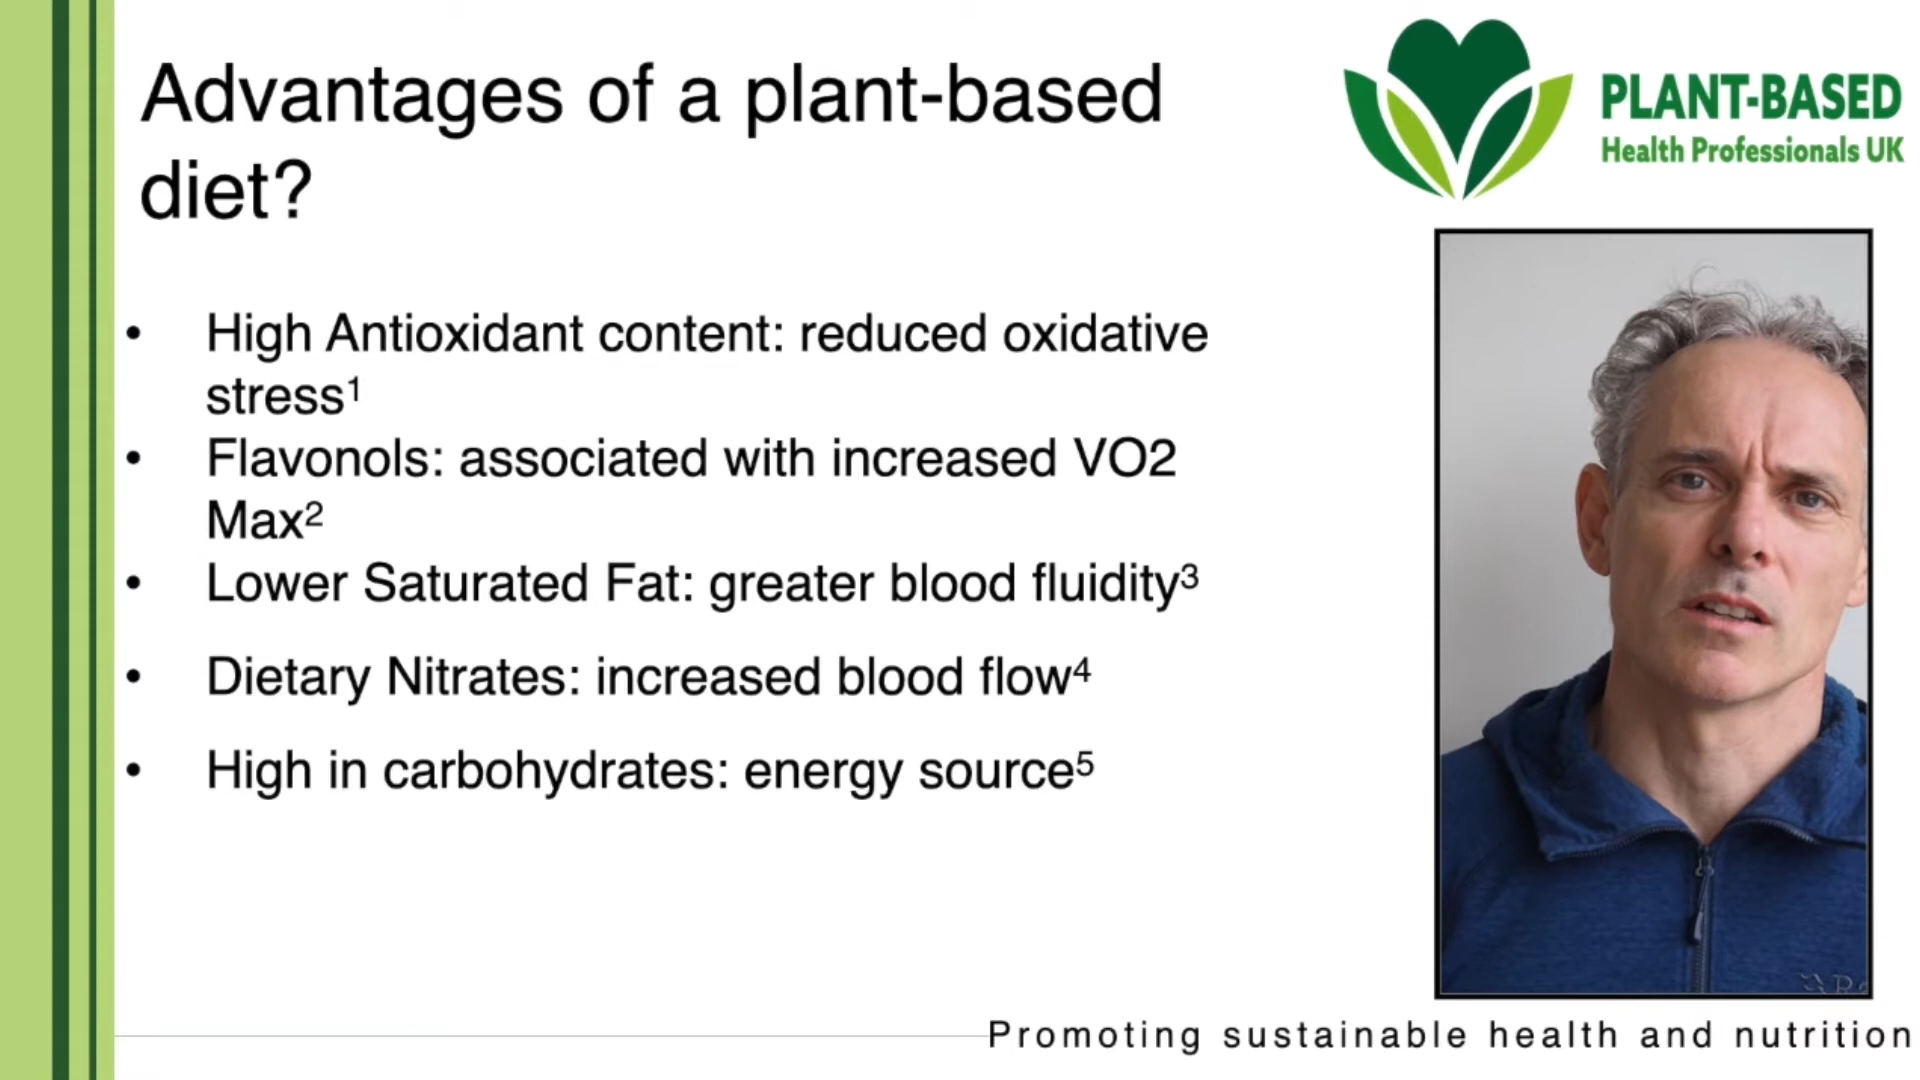 Advantages of a plant-based
diet?
PLANT-BASED
Health Professionals UK
• High Antioxidant content: reduced oxidative
stress¹
• Flavonols: associated with increased VO2
Max²
• Lower Saturated Fat: greater blood fluidity³
• Dietary Nitrates: increased blood flow⁴
• High in carbohydrates: energy source⁵
Promoting sustainable health and nutrition